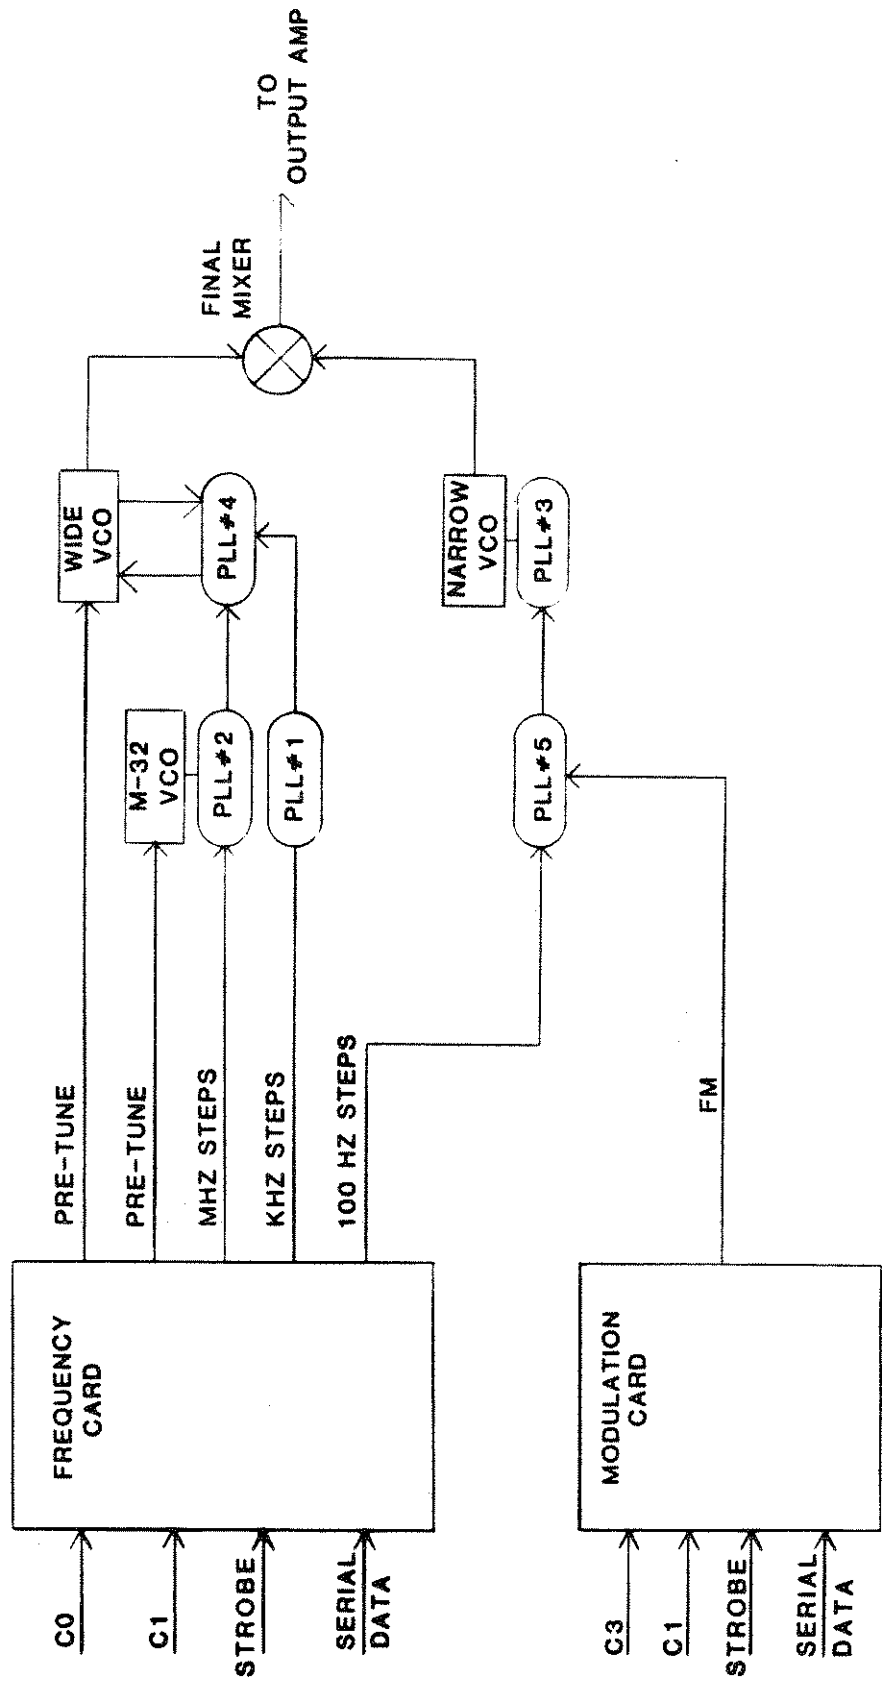 C0
C1
STROBE
SERIAL
DATA
FREQUENCY
CARD
PRE-TUNE
PRE-TUNE
MHZ STEPS
KHZ STEPS
100 HZ STEPS
M-32
VCO
PLL#2
PLL#1
WIDE
VCO
PLL#4
FINAL
MIXER
TO
OUTPUT AMP
C3
C1
STROBE
SERIAL
DATA
MODULATION
CARD
FM
PLL#5
NARROW
VCO
PLL#3